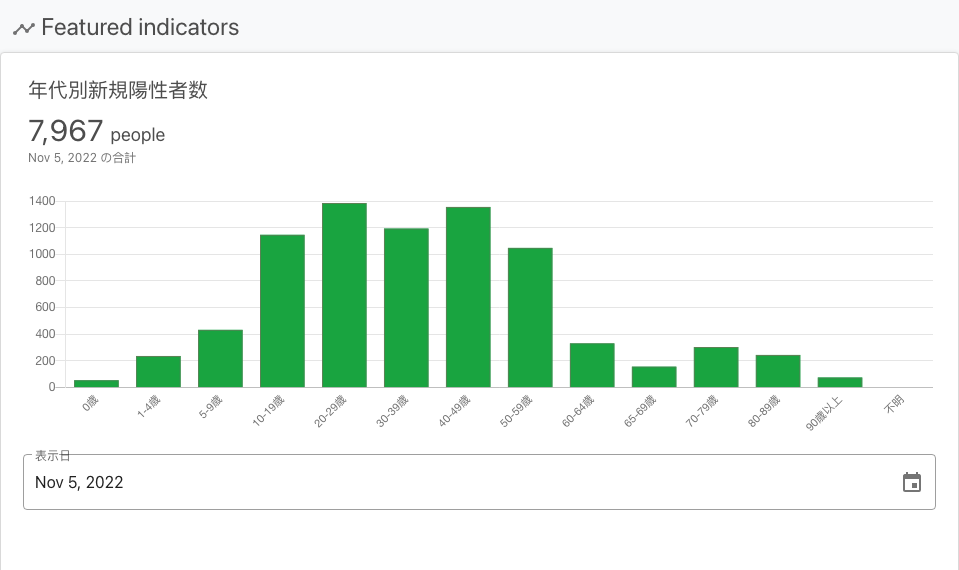 Featured indicators
年代別新規陽性者数
7,967 people
Nov 5, 2022 の合計
1400
1200
1000
800
600
400
200
0
0歳
1-4歳
5-9歳
10-19歳
20-29歳
30-39歳
40-49歳
50-59歳
60-64歳
65-69歳
70-79歳
80-89歳
90歳以上
不明
表示日
Nov 5, 2022